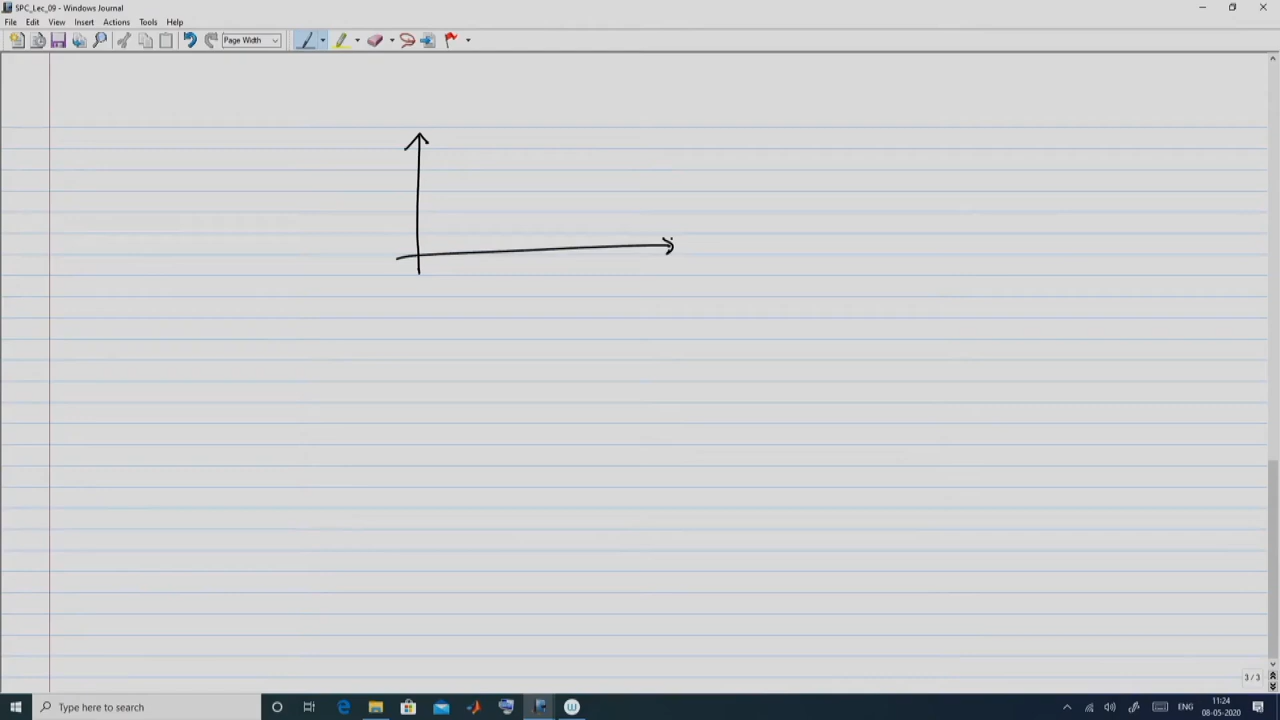 SPC_Lec_09 - Windows Journal
File Edit View Insert Actions Tools Help
Page Width
3 / 3
Type here to search
ENG
11:24
08-05-2020